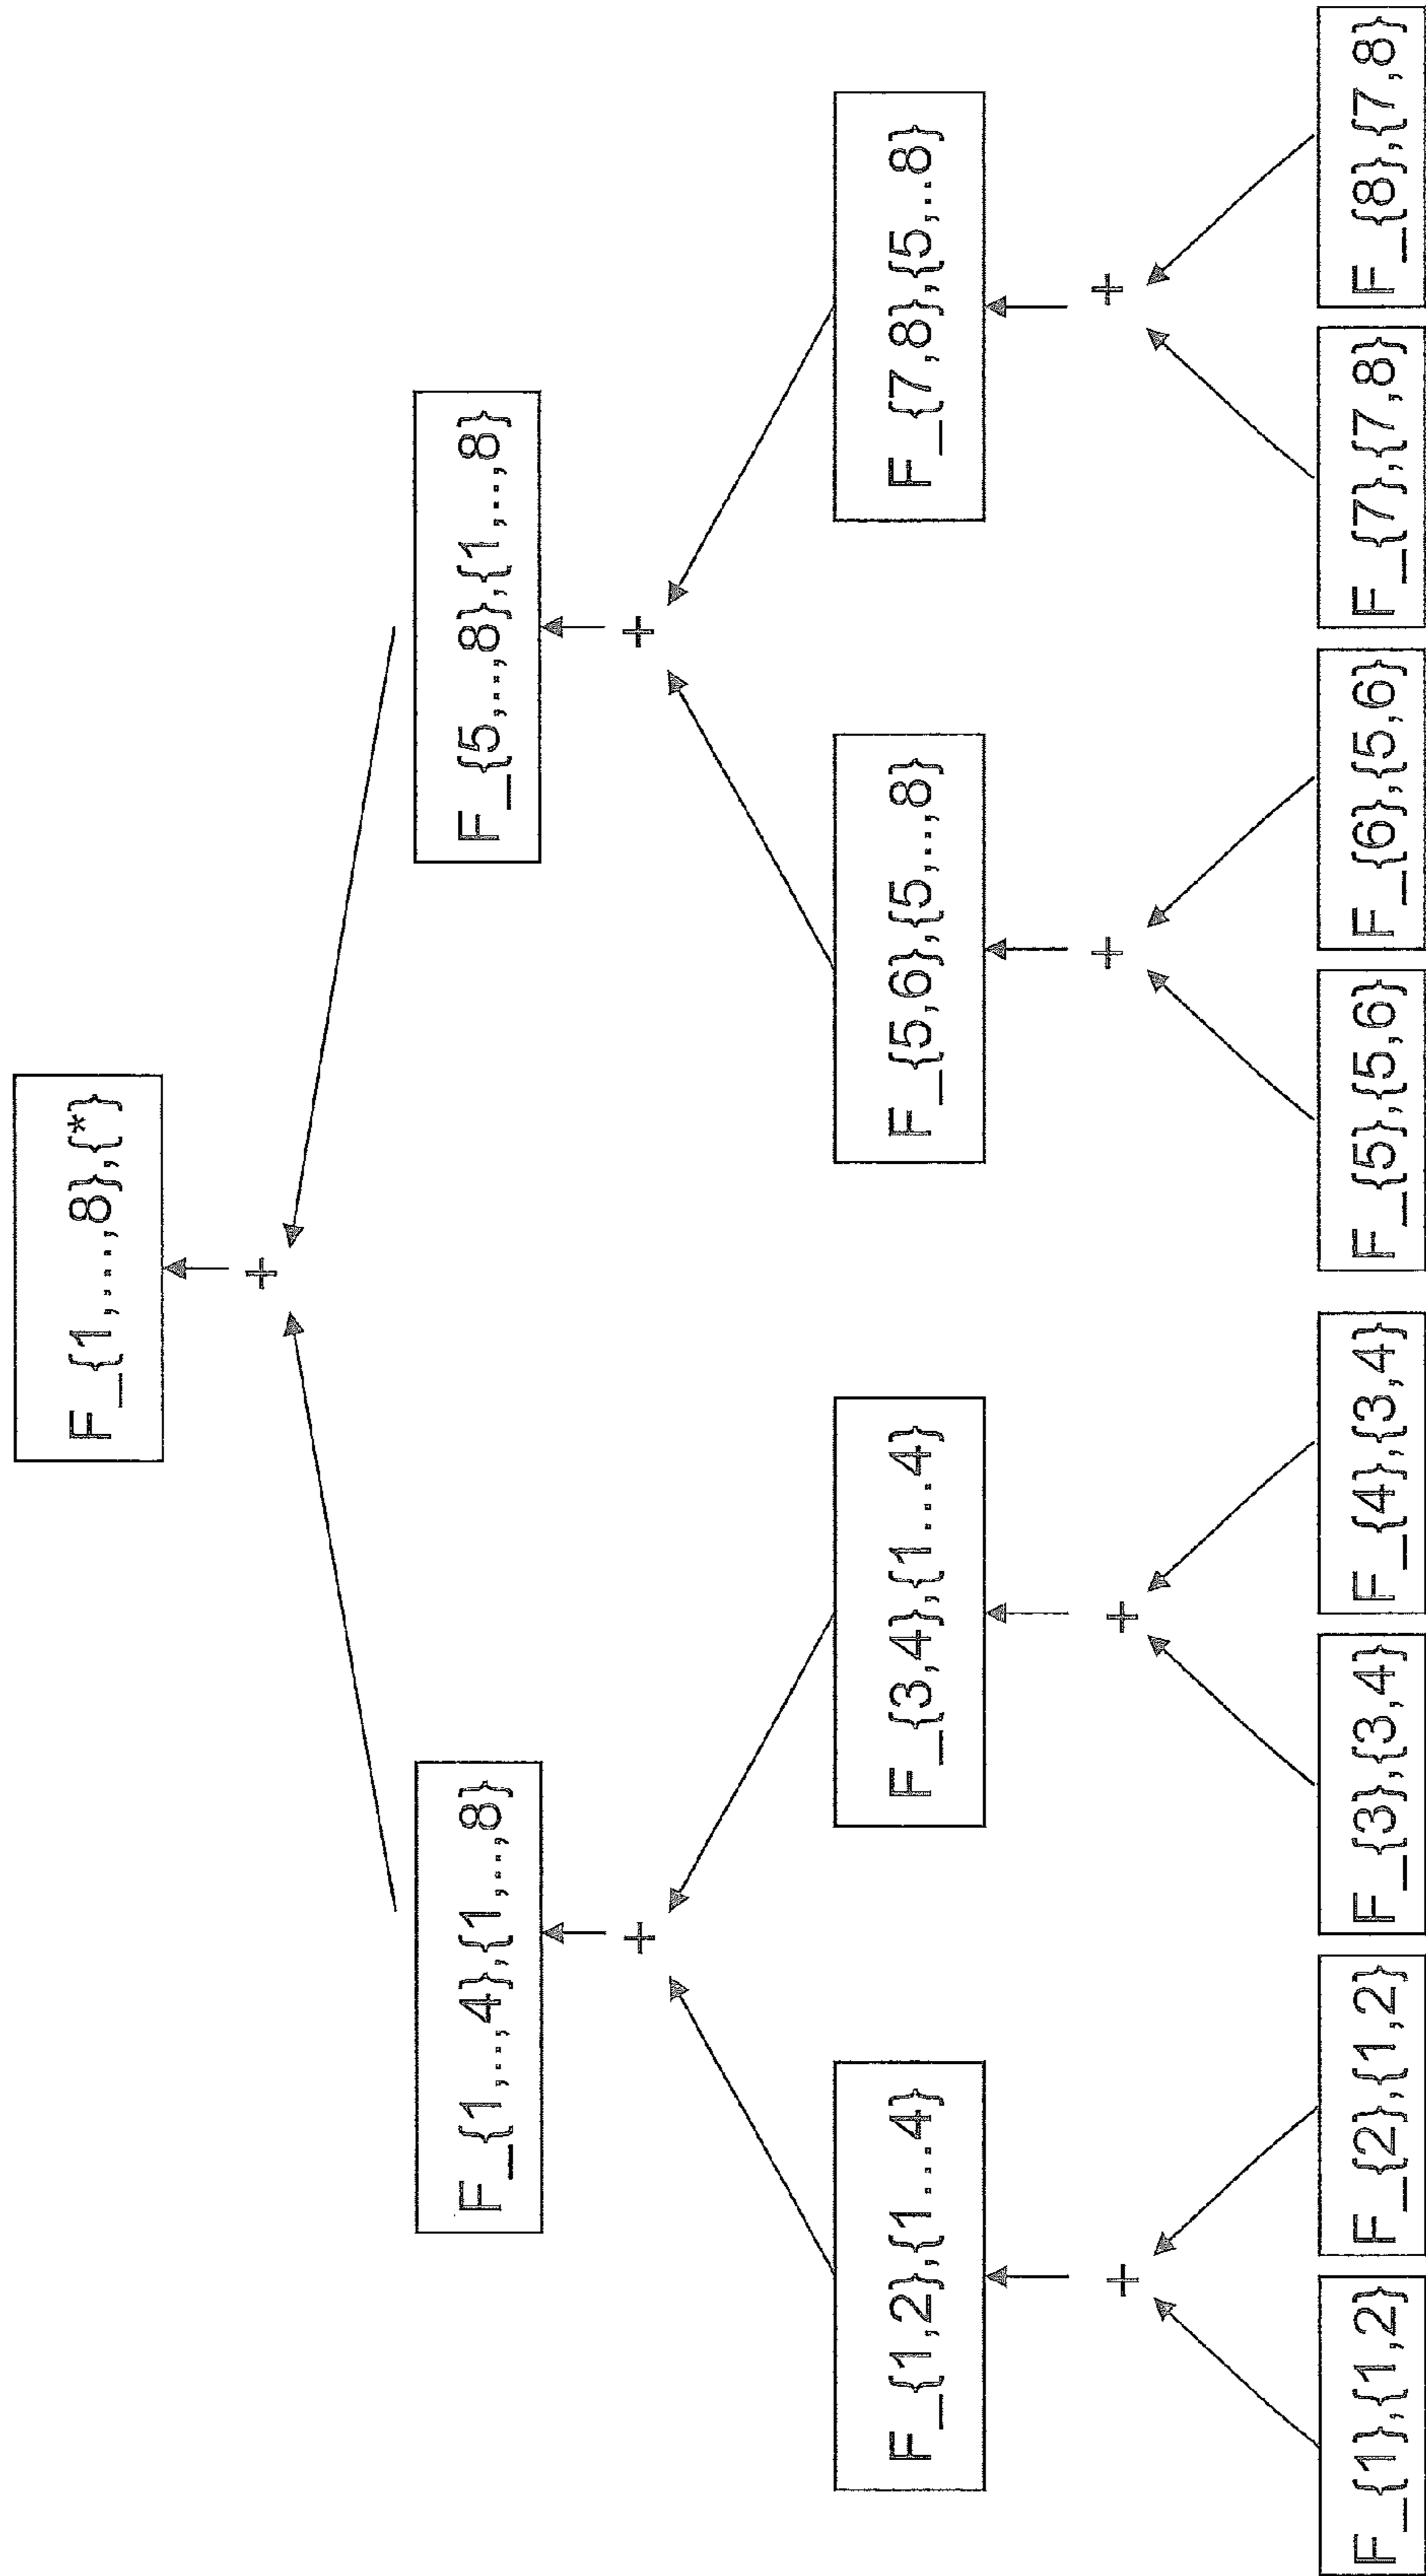 F_{1,...,8},{*}
+
F_{1,..,4},{1,..,8}
F_{5,..,8},{1,..,8}
+
+
F_{1,2},{1...4}
F_{3,4},{1...4}
F_{5,6},{5,..,8}
F_{7,8},{5,..8}
+
+
+
+
F_{1},{1,2}
F_{2},{1,2}
F_{3},{3,4}
F_{4},{3,4}
F_{5},{5,6}
F_{6},{5,6}
F_{7},{7,8}
F_{8},{7,8}